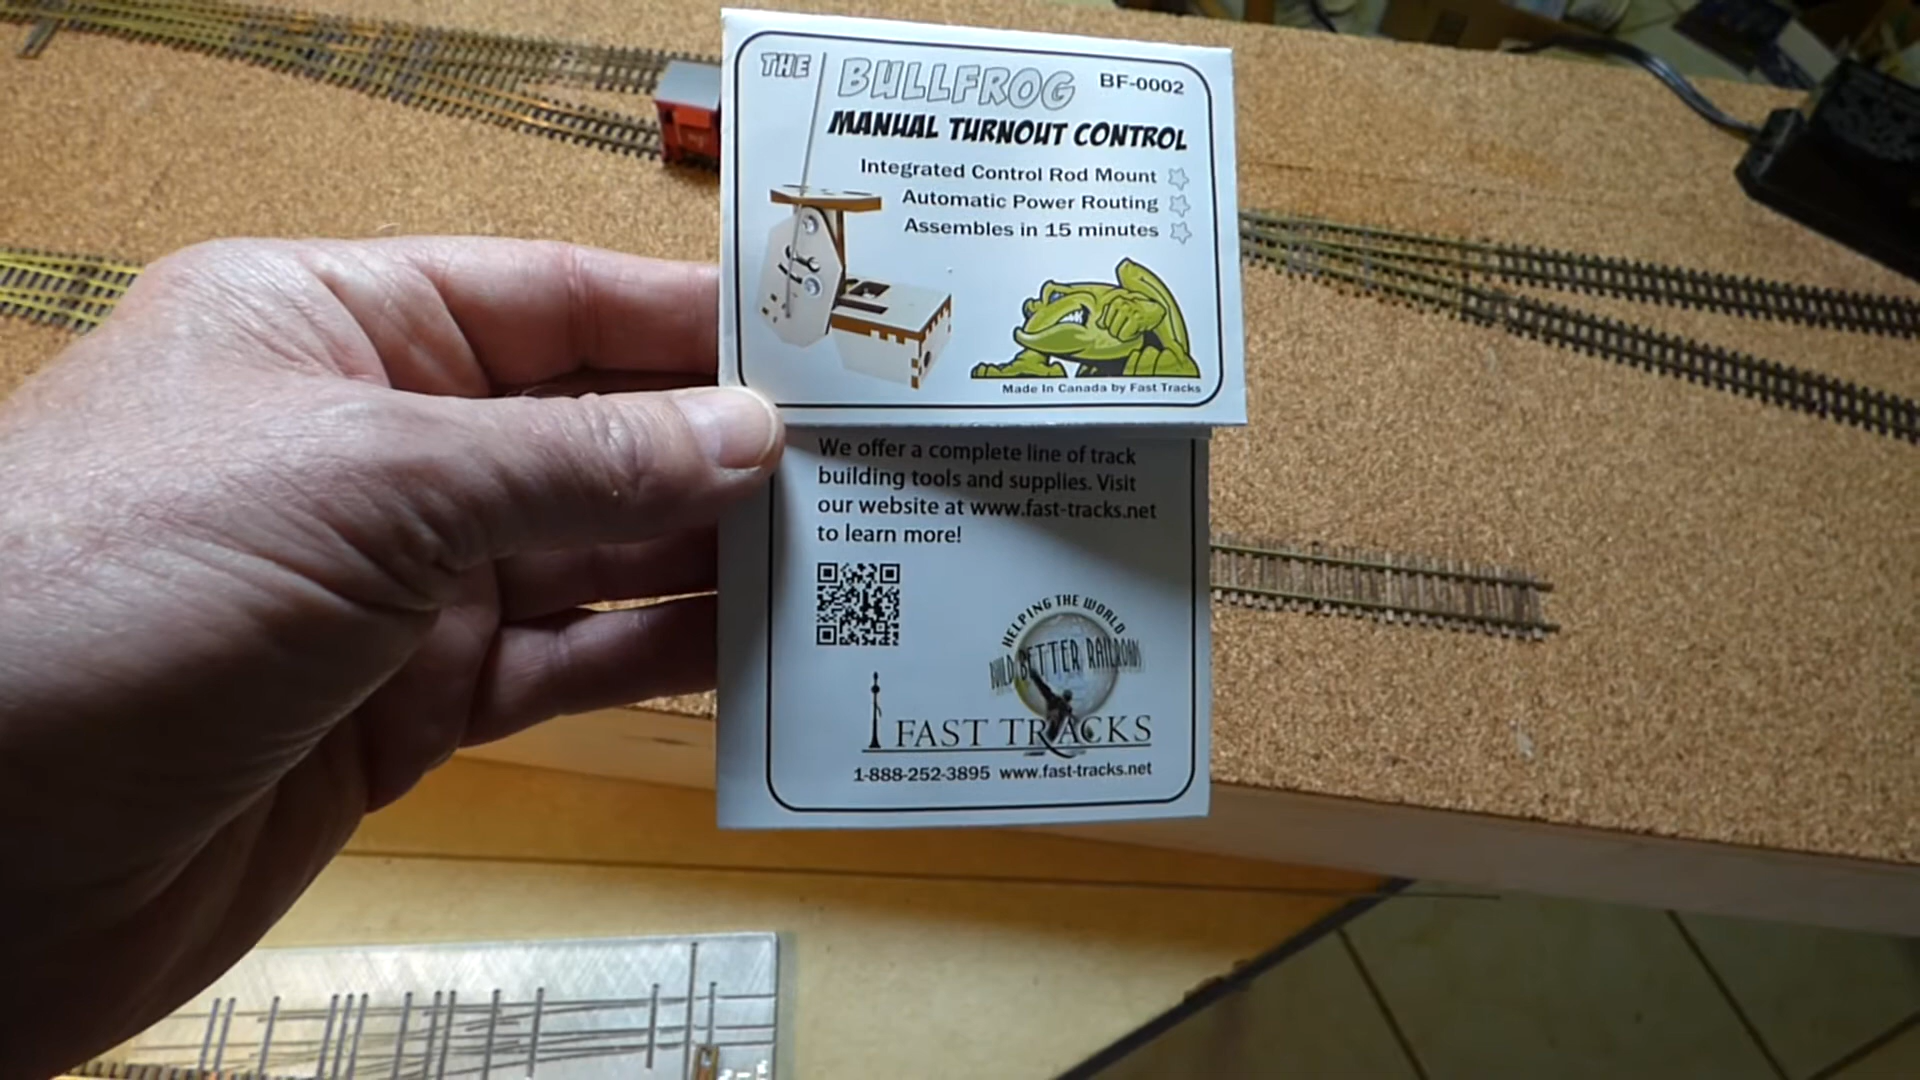 THE BULLFROG BF-0002
MANUAL TURNOUT CONTROL
Integrated Control Rod Mount
Automatic Power Routing
Assembles in 15 minutes
Made In Canada by Fast Tracks
We offer a complete line of track
building tools and supplies. Visit
our website at www.fast-tracks.net
to learn more!
HELPING THE WORLD
BUILD BETTER RAILROADS
FAST TRACKS
1-888-252-3895 www.fast-tracks.net